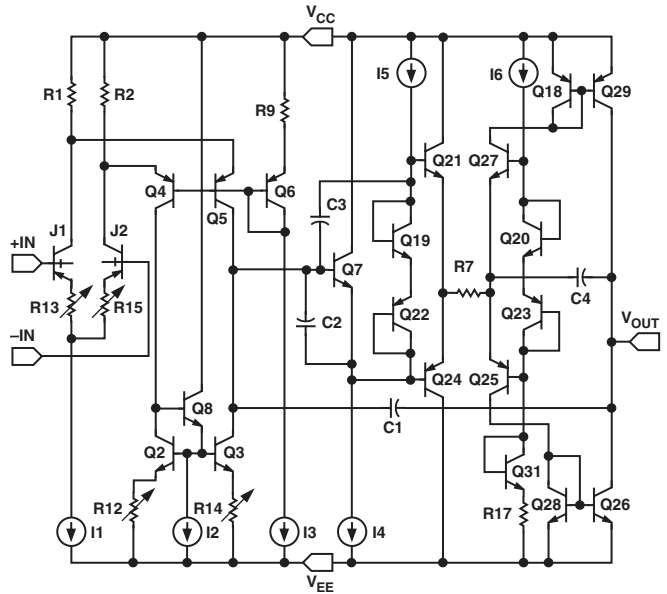 VCC
I5
I6
R1
R2
Q18
Q29
R9
Q21
Q27
Q4
Q5
Q6
C3
J1
J2
Q19
Q20
+IN
Q7
R7
C4
R13
R15
Q22
Q23
VOUT
–IN
C2
Q24
Q25
Q8
C1
Q2
Q3
Q31
R12
R14
R17
Q28
Q26
I1
I2
I3
I4
VEE